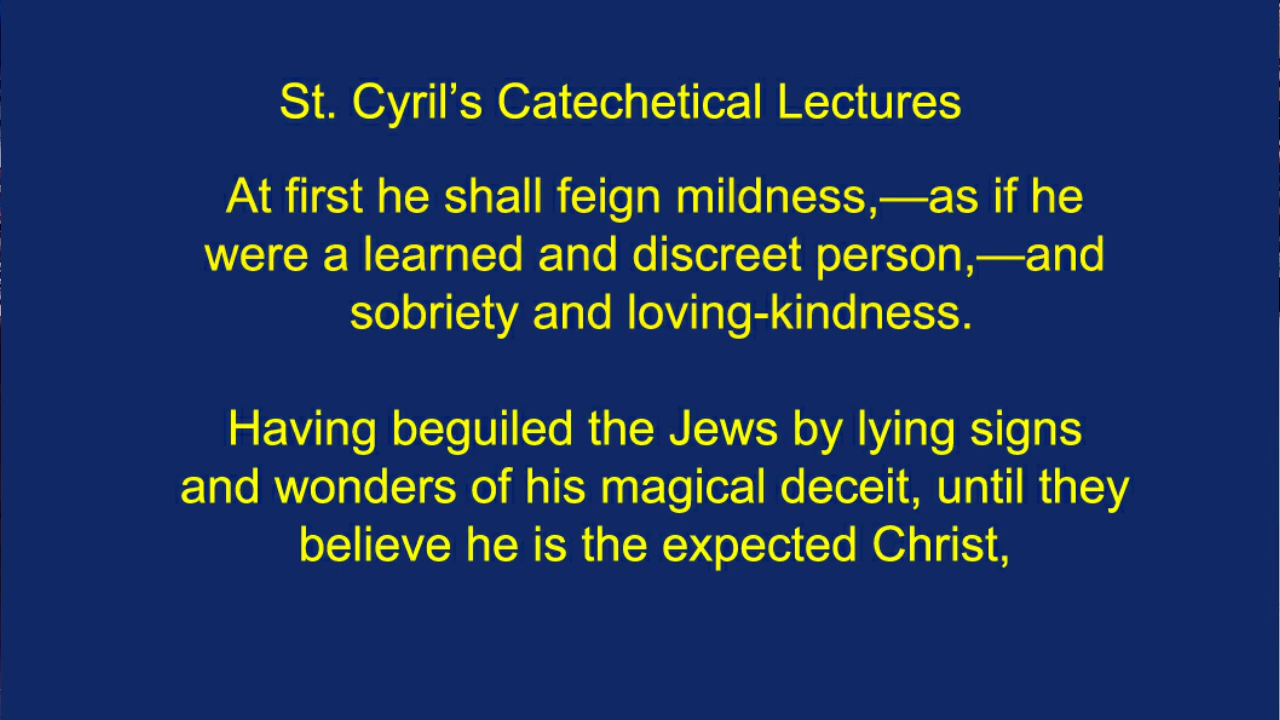 St. Cyril’s Catechetical Lectures
At first he shall feign mildness,—as if he
were a learned and discreet person,—and
sobriety and loving-kindness.
Having beguiled the Jews by lying signs
and wonders of his magical deceit, until they
believe he is the expected Christ,